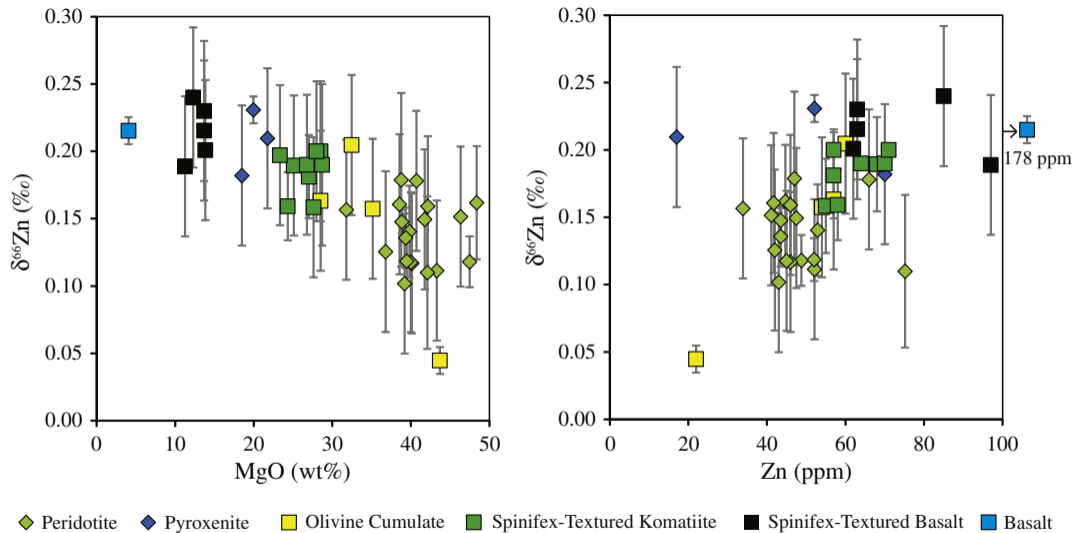 0.30
0.25
0.20
0.15
0.10
0.05
0.00
δ66Zn (‰)
0 10 20 30 40 50
MgO (wt%)
0.30
0.25
0.20
0.15
0.10
0.05
0.00
δ66Zn (‰)
178 ppm
0 20 40 60 80 100
Zn (ppm)
Peridotite Pyroxenite Olivine Cumulate Spinifex-Textured Komatiite Spinifex-Textured Basalt Basalt